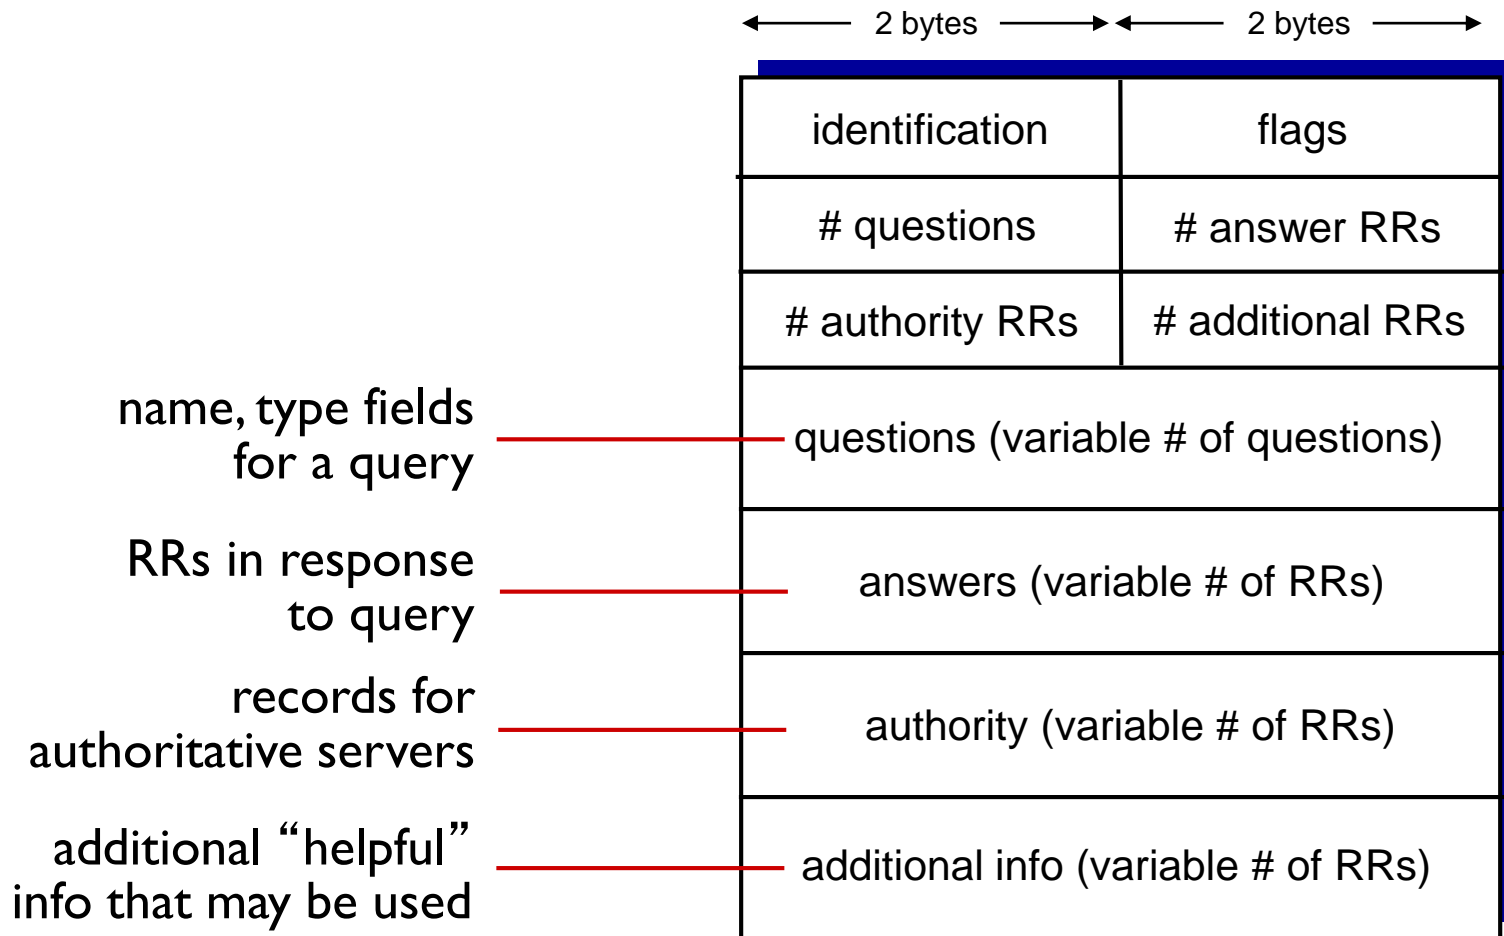 2 bytes 2 bytes
identification flags
# questions # answer RRs
# authority RRs # additional RRs
name, type fields
for a query
questions (variable # of questions)
RRs in response
to query
answers (variable # of RRs)
records for
authoritative servers
authority (variable # of RRs)
additional “helpful”
info that may be used
additional info (variable # of RRs)